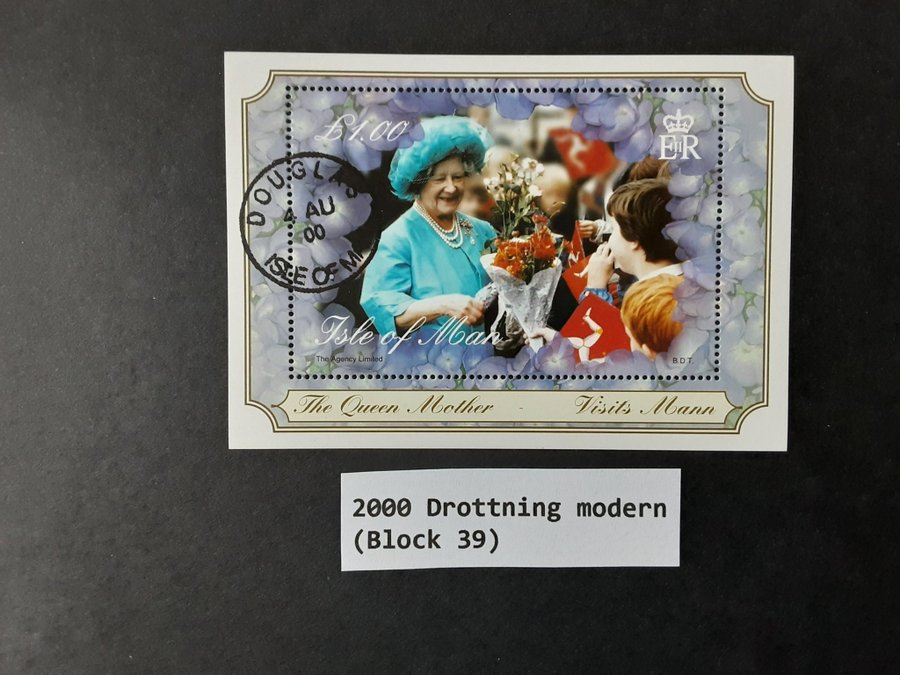 £1.00
EIIR
DOUGLAS
4 AU
00
ISLE OF M
Isle of Man
The Agency Limited
B.D.T.
The Queen Mother - Visits Mann
2000 Drottning modern
(Block 39)